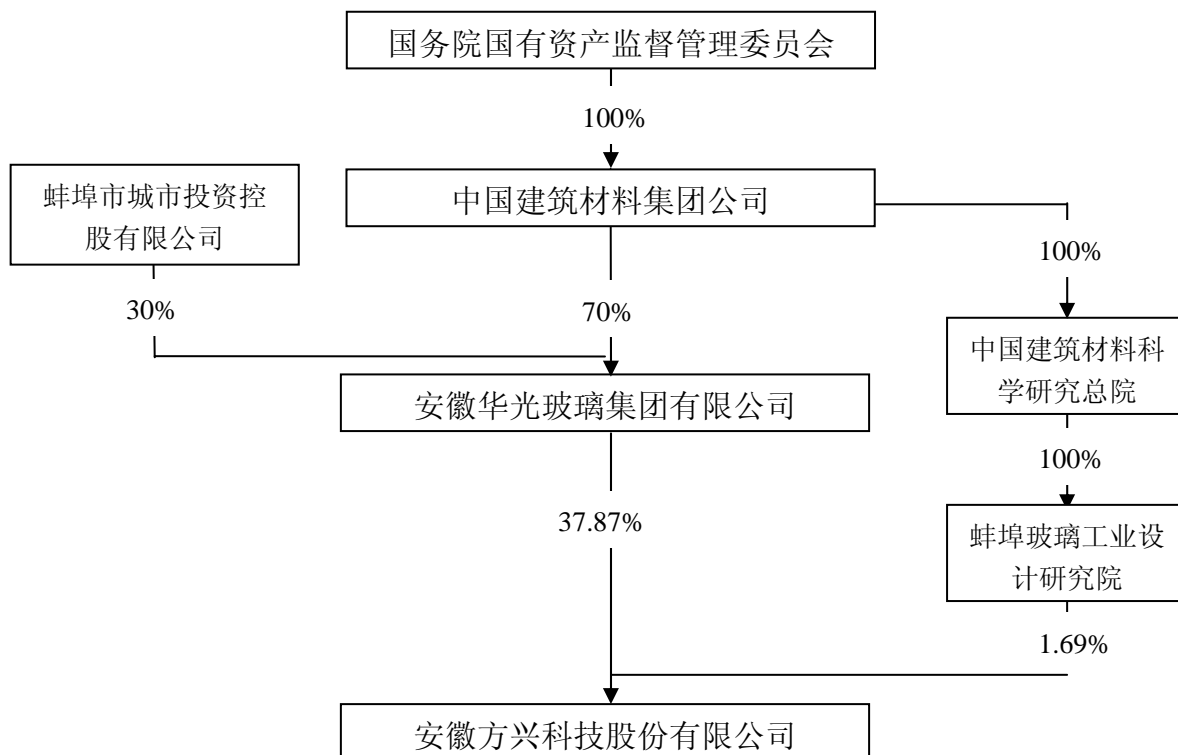 国务院国有资产监督管理委员会
100%
蚌埠市城市投资控
股有限公司
中国建筑材料集团公司
100%
30%
70%
中国建筑材料科
学研究总院
安徽华光玻璃集团有限公司
100%
37.87%
蚌埠玻璃工业设
计研究院
1.69%
安徽方兴科技股份有限公司